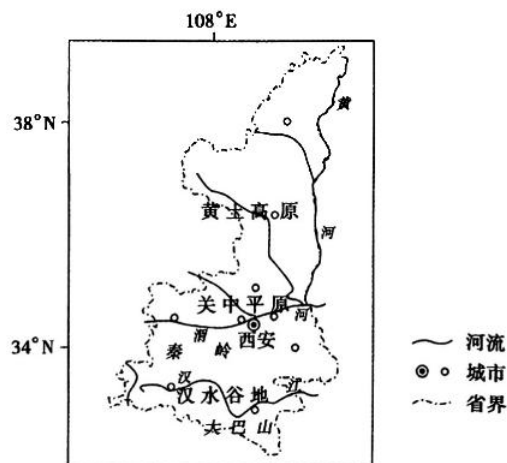 108°E
38°N
黄
黄土高原
河
关中平原
河
渭
西安
34°N
秦岭
汉
江
汉水谷地
大巴山
河流
城市
省界